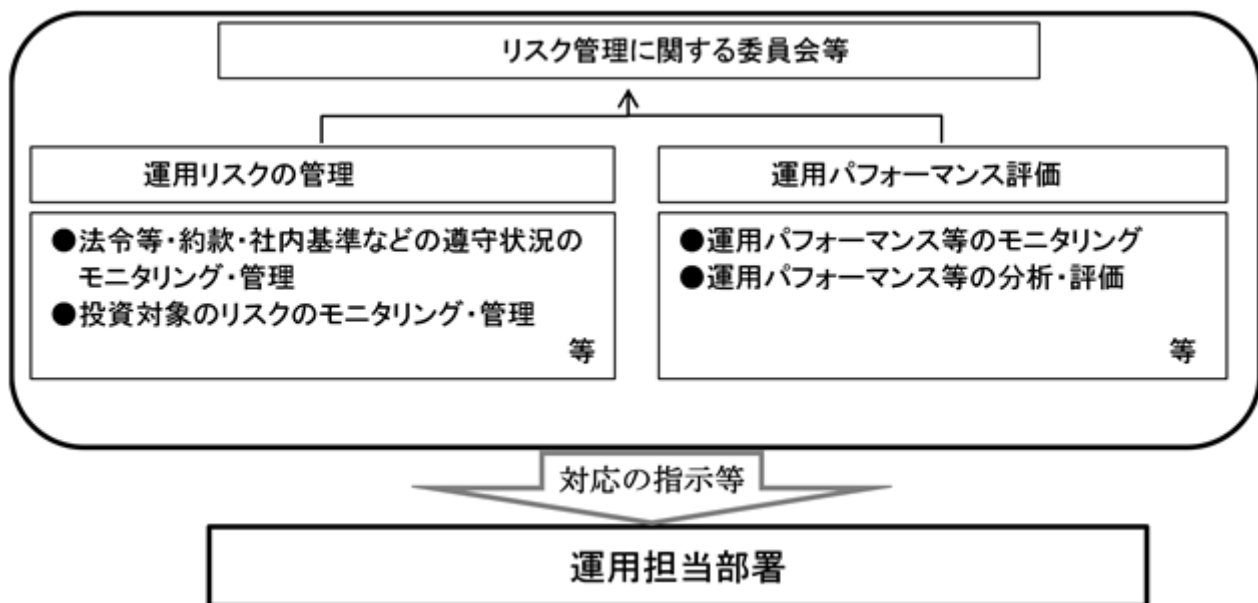 リスク管理に関する委員会等
運用リスクの管理
●法令等・約款・社内基準などの遵守状況の
モニタリング・管理
●投資対象のリスクのモニタリング・管理
等
運用パフォーマンス評価
●運用パフォーマンス等のモニタリング
●運用パフォーマンス等の分析・評価
等
対応の指示等
運用担当部署